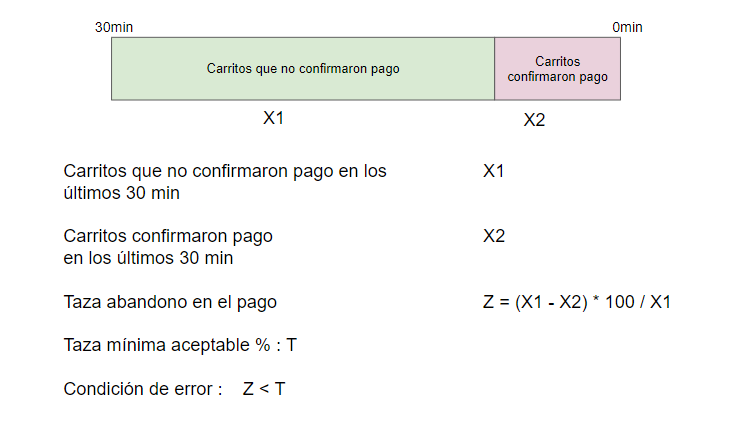 30min
0min
Carritos que no confirmaron pago
Carritos
confirmaron pago
X1
X2
Carritos que no confirmaron pago en los
últimos 30 min
X1
Carritos confirmaron pago
en los últimos 30 min
X2
Taza abandono en el pago
Z = (X1 - X2) * 100 / X1
Taza mínima aceptable % : T
Condición de error : Z < T